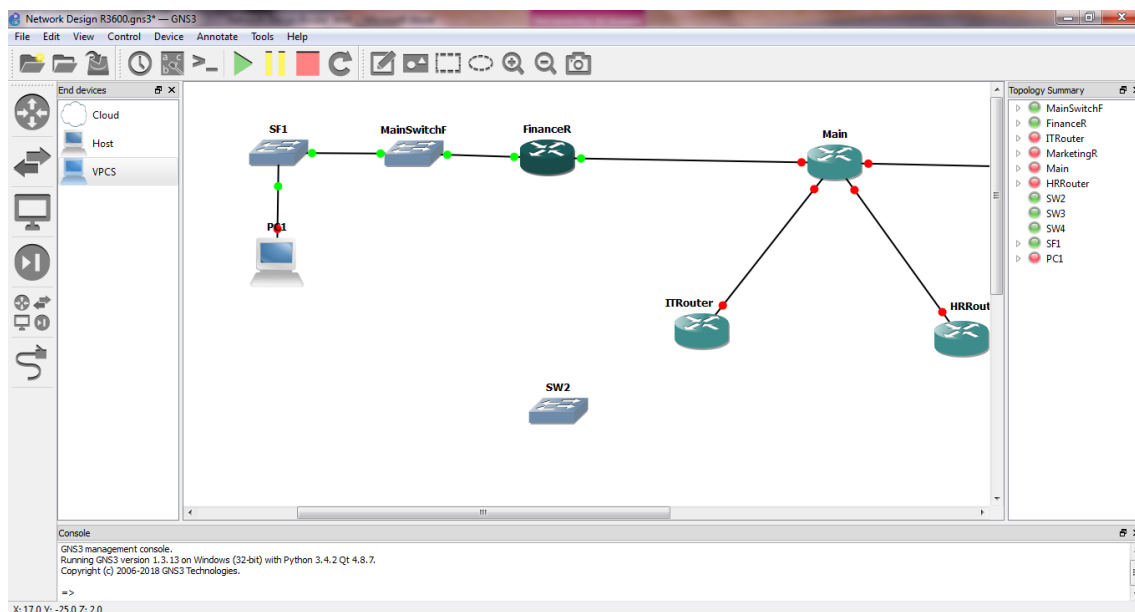 Network Design R3600.gns3* — GNS3
File Edit View Control Device Annotate Tools Help
End devices
Cloud
Host
VPCS
SF1
MainSwitchF
FinanceR
Main
PC1
ITRouter
HRRout
SW2
Topology Summary
MainSwitchF
FinanceR
ITRouter
MarketingR
Main
HRRouter
SW2
SW3
SW4
SF1
PC1
Console
GNS3 management console.
Running GNS3 version 1.3.13 on Windows (32-bit) with Python 3.4.2 Qt 4.8.7.
Copyright (c) 2006-2018 GNS3 Technologies.
=>
X: 17.0 Y: -25.0 Z: 2.0